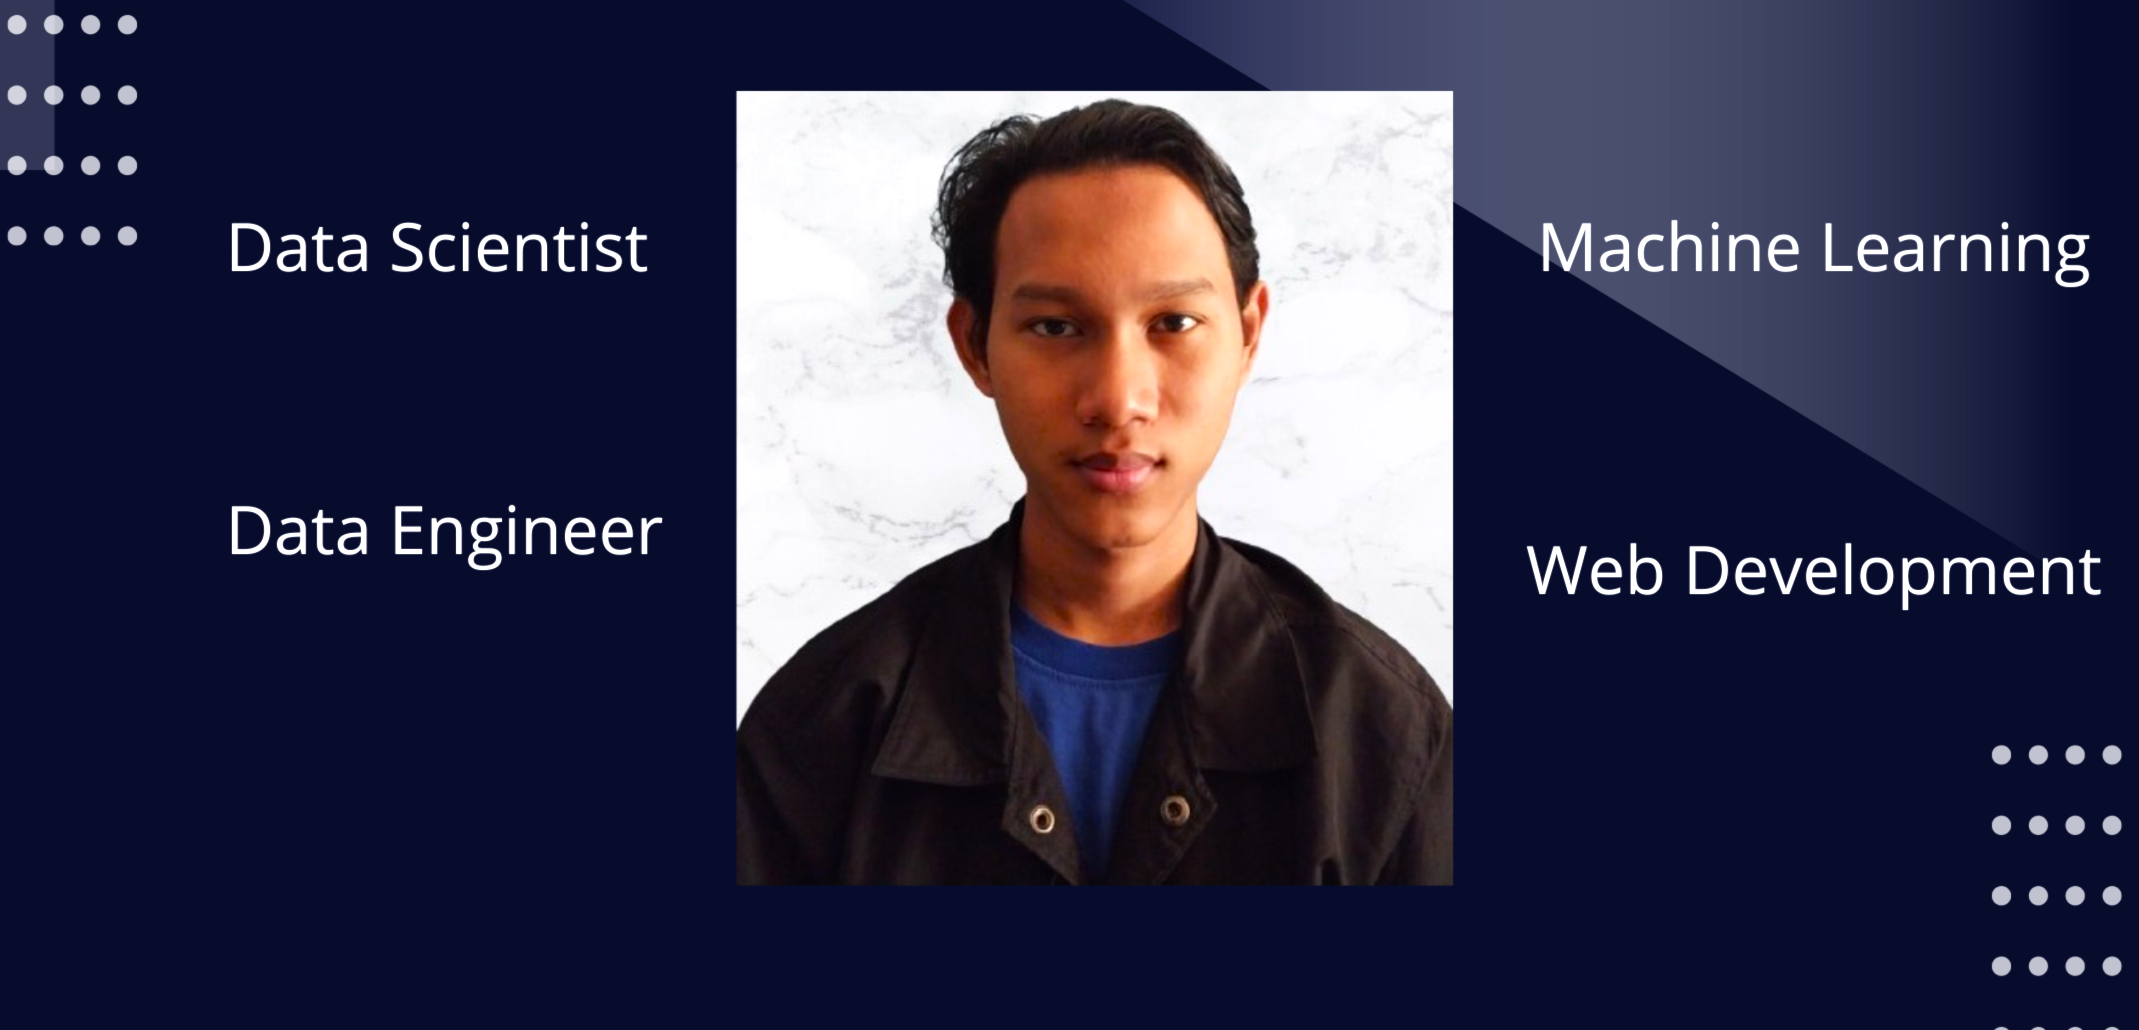 Data Scientist
Machine Learning
Data Engineer
Web Development